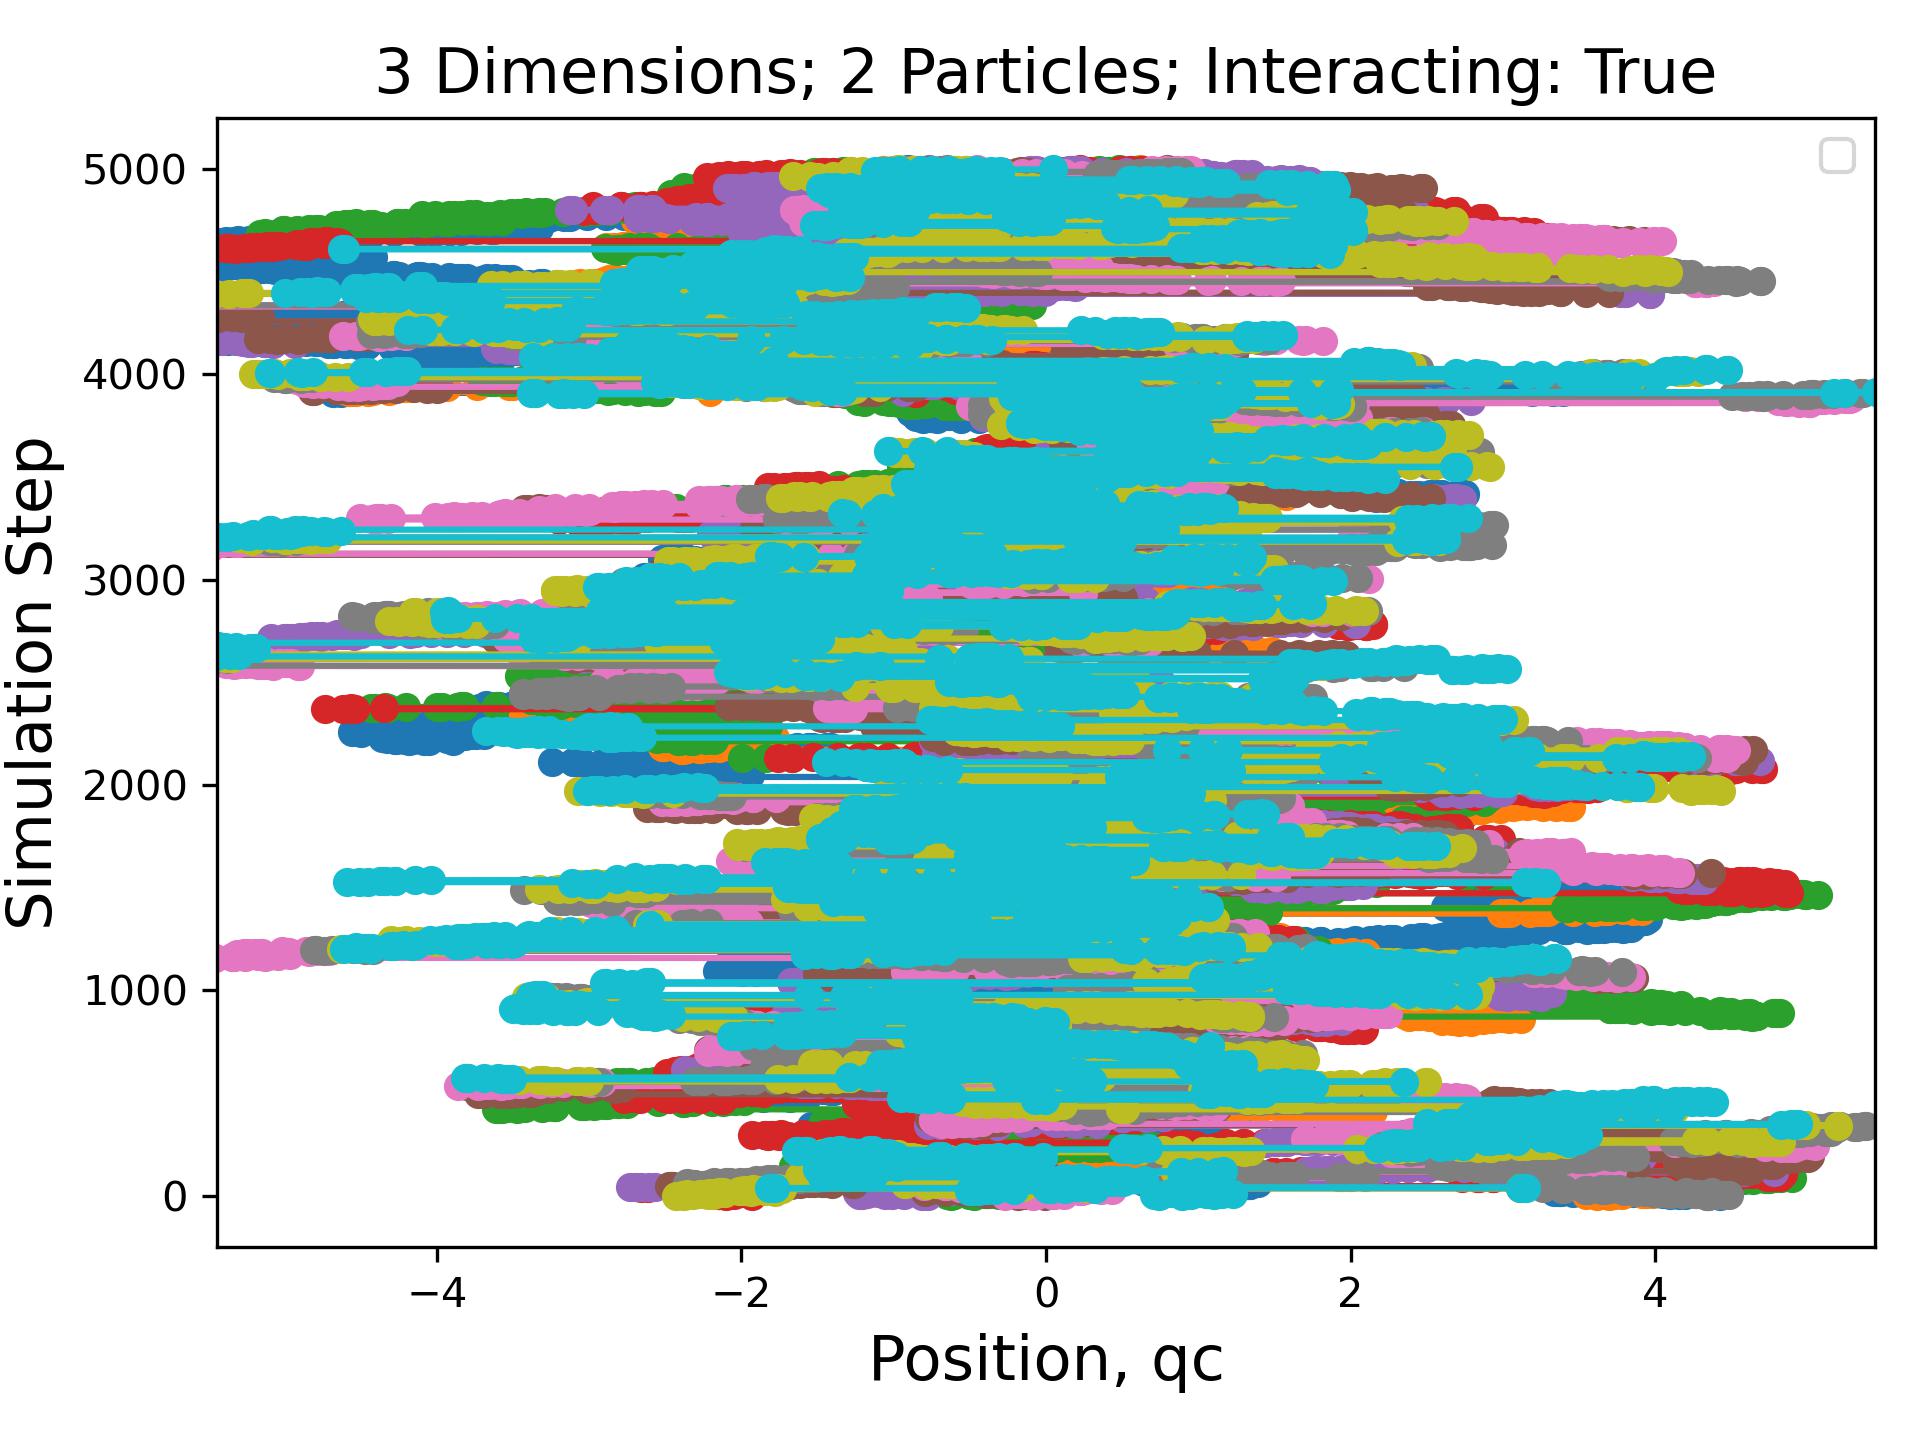 3 Dimensions; 2 Particles; Interacting: True
5000
4000
3000
2000
1000
0
Simulation Step
−4 −2 0 2 4
Position, qc